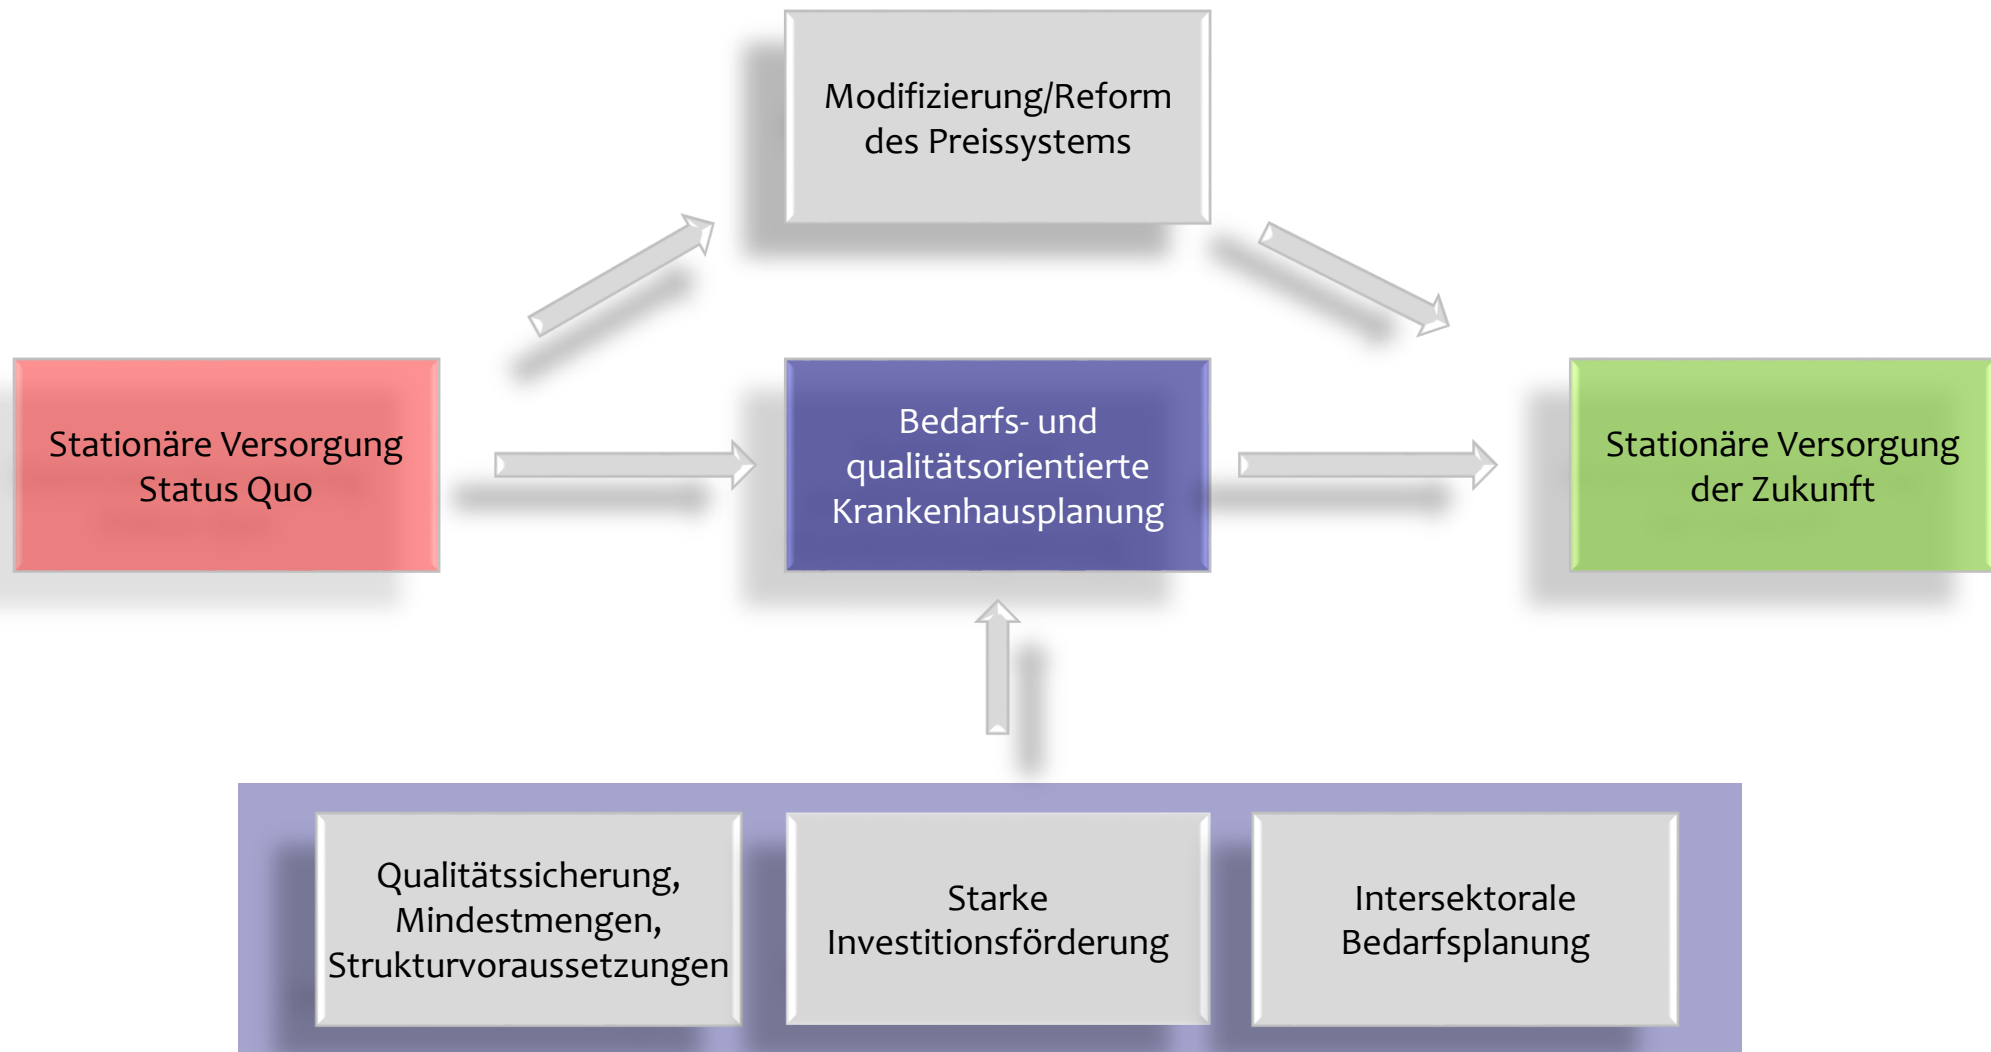 Modifizierung/Reform
des Preissystems
Stationäre Versorgung
Status Quo
Bedarfs- und
qualitätsorientierte
Krankenhausplanung
Stationäre Versorgung
der Zukunft
Qualitätssicherung,
Mindestmengen,
Strukturvoraussetzungen
Starke
Investitionsförderung
Intersektorale
Bedarfsplanung